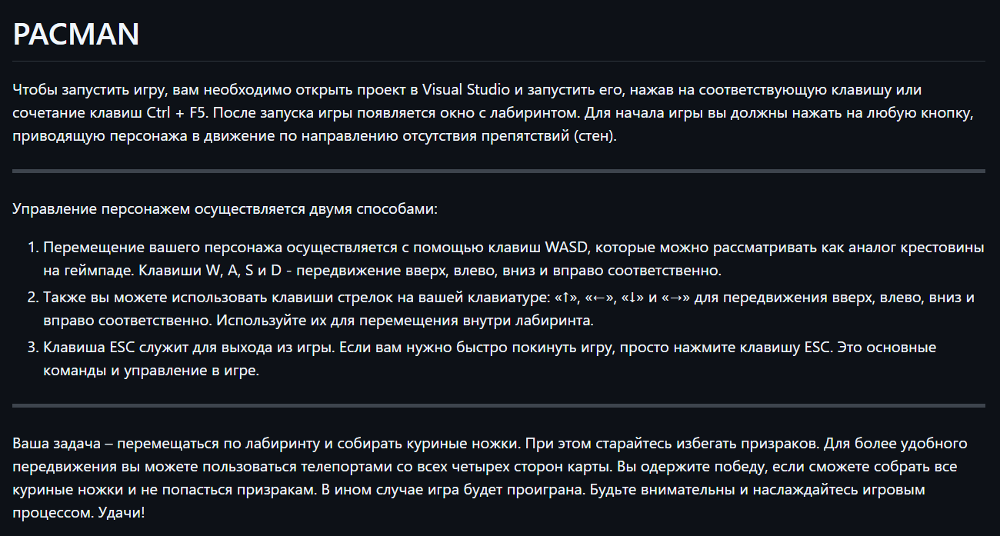 PACMAN
Чтобы запустить игру, вам необходимо открыть проект в Visual Studio и запустить его, нажав на соответствующую клавишу или
сочетание клавиш Ctrl + F5. После запуска игры появляется окно с лабиринтом. Для начала игры вы должны нажать на любую кнопку,
приводящую персонажа в движение по направлению отсутствия препятствий (стен).
Управление персонажем осуществляется двумя способами:
1. Перемещение вашего персонажа осуществляется с помощью клавиш WASD, которые можно рассматривать как аналог крестовины
на геймпаде. Клавиши W, A, S и D - передвижение вверх, влево, вниз и вправо соответственно.
2. Также вы можете использовать клавиши стрелок на вашей клавиатуре: «↑», «←», «↓» и «→» для передвижения вверх, влево, вниз и
вправо соответственно. Используйте их для перемещения внутри лабиринта.
3. Клавиша ESC служит для выхода из игры. Если вам нужно быстро покинуть игру, просто нажмите клавишу ESC. Это основные
команды и управление в игре.
Ваша задача – перемещаться по лабиринту и собирать куриные ножки. При этом старайтесь избегать призраков. Для более удобного
передвижения вы можете пользоваться телепортами со всех четырех сторон карты. Вы одержите победу, если сможете собрать все
куриные ножки и не попасться призракам. В ином случае игра будет проиграна. Будьте внимательны и наслаждайтесь игровым
процессом. Удачи!